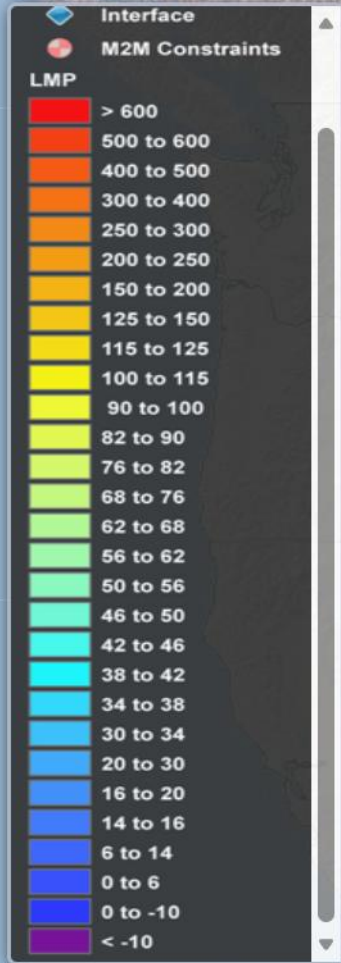 Interface
M2M Constraints
LMP
> 600
500 to 600
400 to 500
300 to 400
250 to 300
200 to 250
150 to 200
125 to 150
115 to 125
100 to 115
90 to 100
82 to 90
76 to 82
68 to 76
62 to 68
56 to 62
50 to 56
46 to 50
42 to 46
38 to 42
34 to 38
30 to 34
20 to 30
16 to 20
14 to 16
6 to 14
0 to 6
0 to -10
< -10